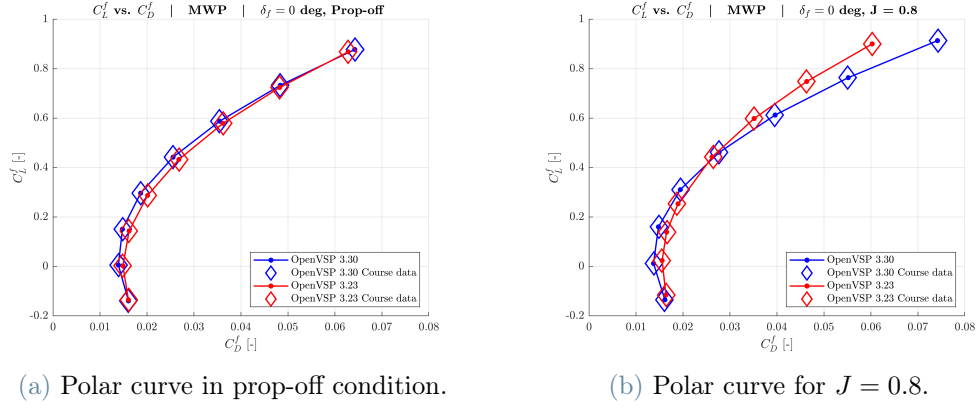 C_L^f vs. C_D^f | MWP | δ_f = 0 deg, Prop-off
1
0.8
0.6
0.4
0.2
0
-0.2
C_L^f [-]
0 0.01 0.02 0.03 0.04 0.05 0.06 0.07 0.08
C_D^f [-]
OpenVSP 3.30
OpenVSP 3.30 Course data
OpenVSP 3.23
OpenVSP 3.23 Course data
(a) Polar curve in prop-off condition.
C_L^f vs. C_D^f | MWP | δ_f = 0 deg, J = 0.8
1
0.8
0.6
0.4
0.2
0
-0.2
C_L^f [-]
0 0.01 0.02 0.03 0.04 0.05 0.06 0.07 0.08
C_D^f [-]
OpenVSP 3.30
OpenVSP 3.30 Course data
OpenVSP 3.23
OpenVSP 3.23 Course data
(b) Polar curve for J = 0.8.